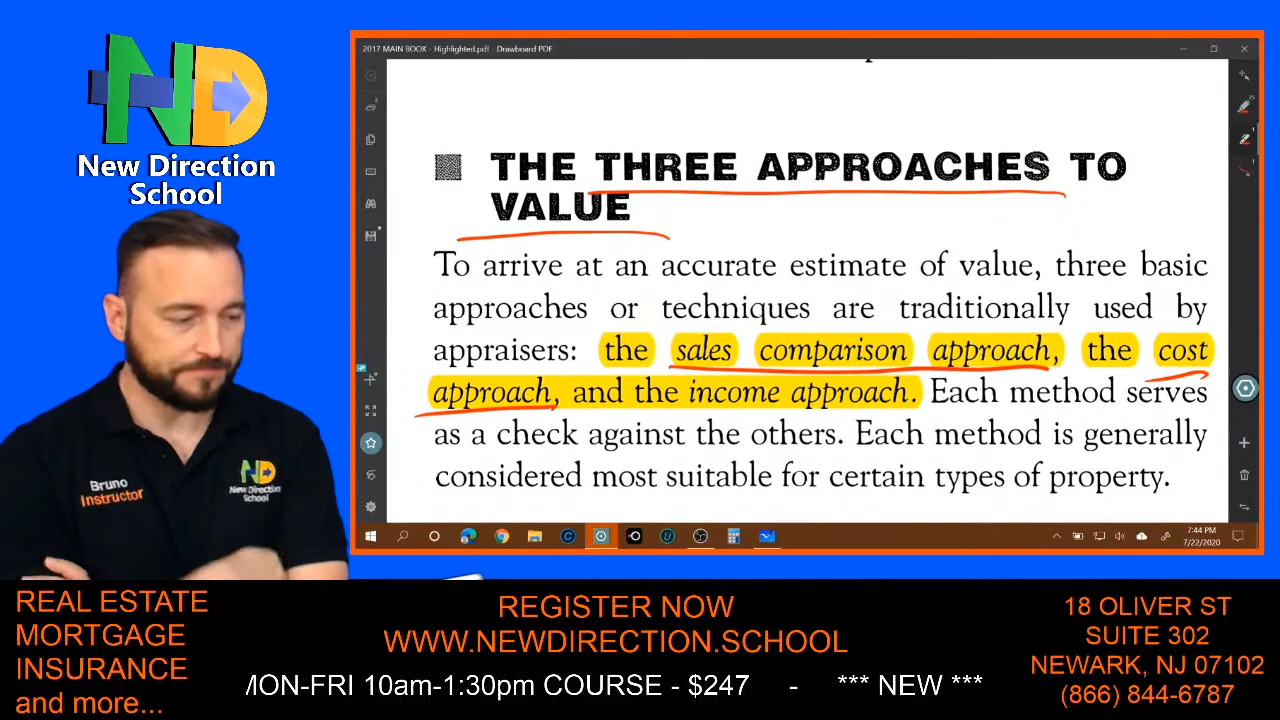 ND
New Direction
School
Bruno
Instructor
ND
New Direction
School
2017 MAIN BOOK - Highlighted.pdf - Drawboard PDF
THE THREE APPROACHES TO
VALUE
To arrive at an accurate estimate of value, three basic
approaches or techniques are traditionally used by
appraisers: the sales comparison approach, the cost
approach, and the income approach. Each method serves
as a check against the others. Each method is generally
considered most suitable for certain types of property.
7:44 PM
7/22/2020
REAL ESTATE
MORTGAGE
INSURANCE
and more...
REGISTER NOW
WWW.NEWDIRECTION.SCHOOL
MON-FRI 10am-1:30pm COURSE - $247 - *** NEW ***
18 OLIVER ST
SUITE 302
NEWARK, NJ 07102
(866) 844-6787